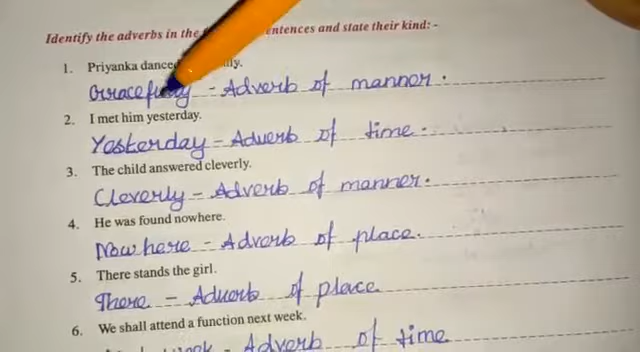 Identify the adverbs in the entences and state their kind: -
1. Priyanka danced lly.
Gracefully - Adverb of manner.
2. I met him yesterday.
Yesterday - Adverb of time.
3. The child answered cleverly.
Cleverly - Adverb of manner.
4. He was found nowhere.
Nowhere - Adverb of place.
5. There stands the girl.
There - Adverb of place
6. We shall attend a function next week.
week - Adverb of time